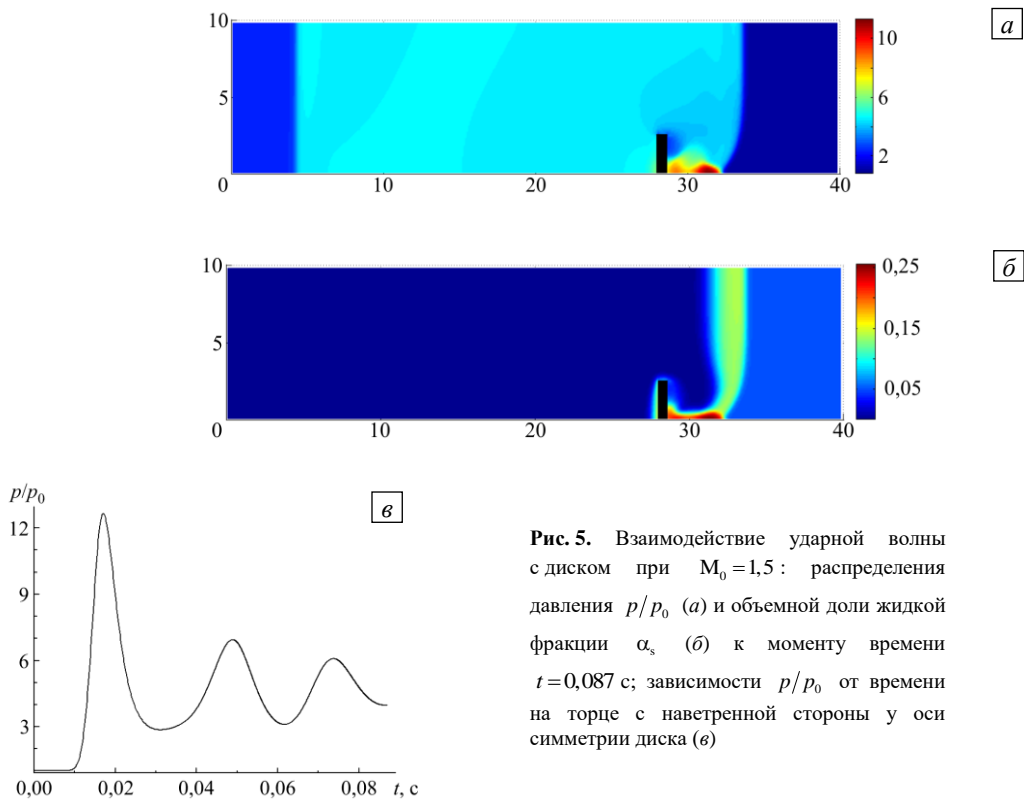 10
5
0
10
20
30
40
10
6
2
а
10
5
0
10
20
30
40
0,25
0,15
0,05
б
p/p₀
12
9
6
3
0,00
0,02
0,04
0,06
0,08
t, с
в
Рис. 5. Взаимодействие ударной волны
с диском при M₀ = 1,5 : распределения
давления p/p₀ (а) и объемной доли жидкой
фракции αₛ (б) к моменту времени
t = 0,087 с; зависимости p/p₀ от времени
на торце с наветренной стороны у оси
симметрии диска (в)